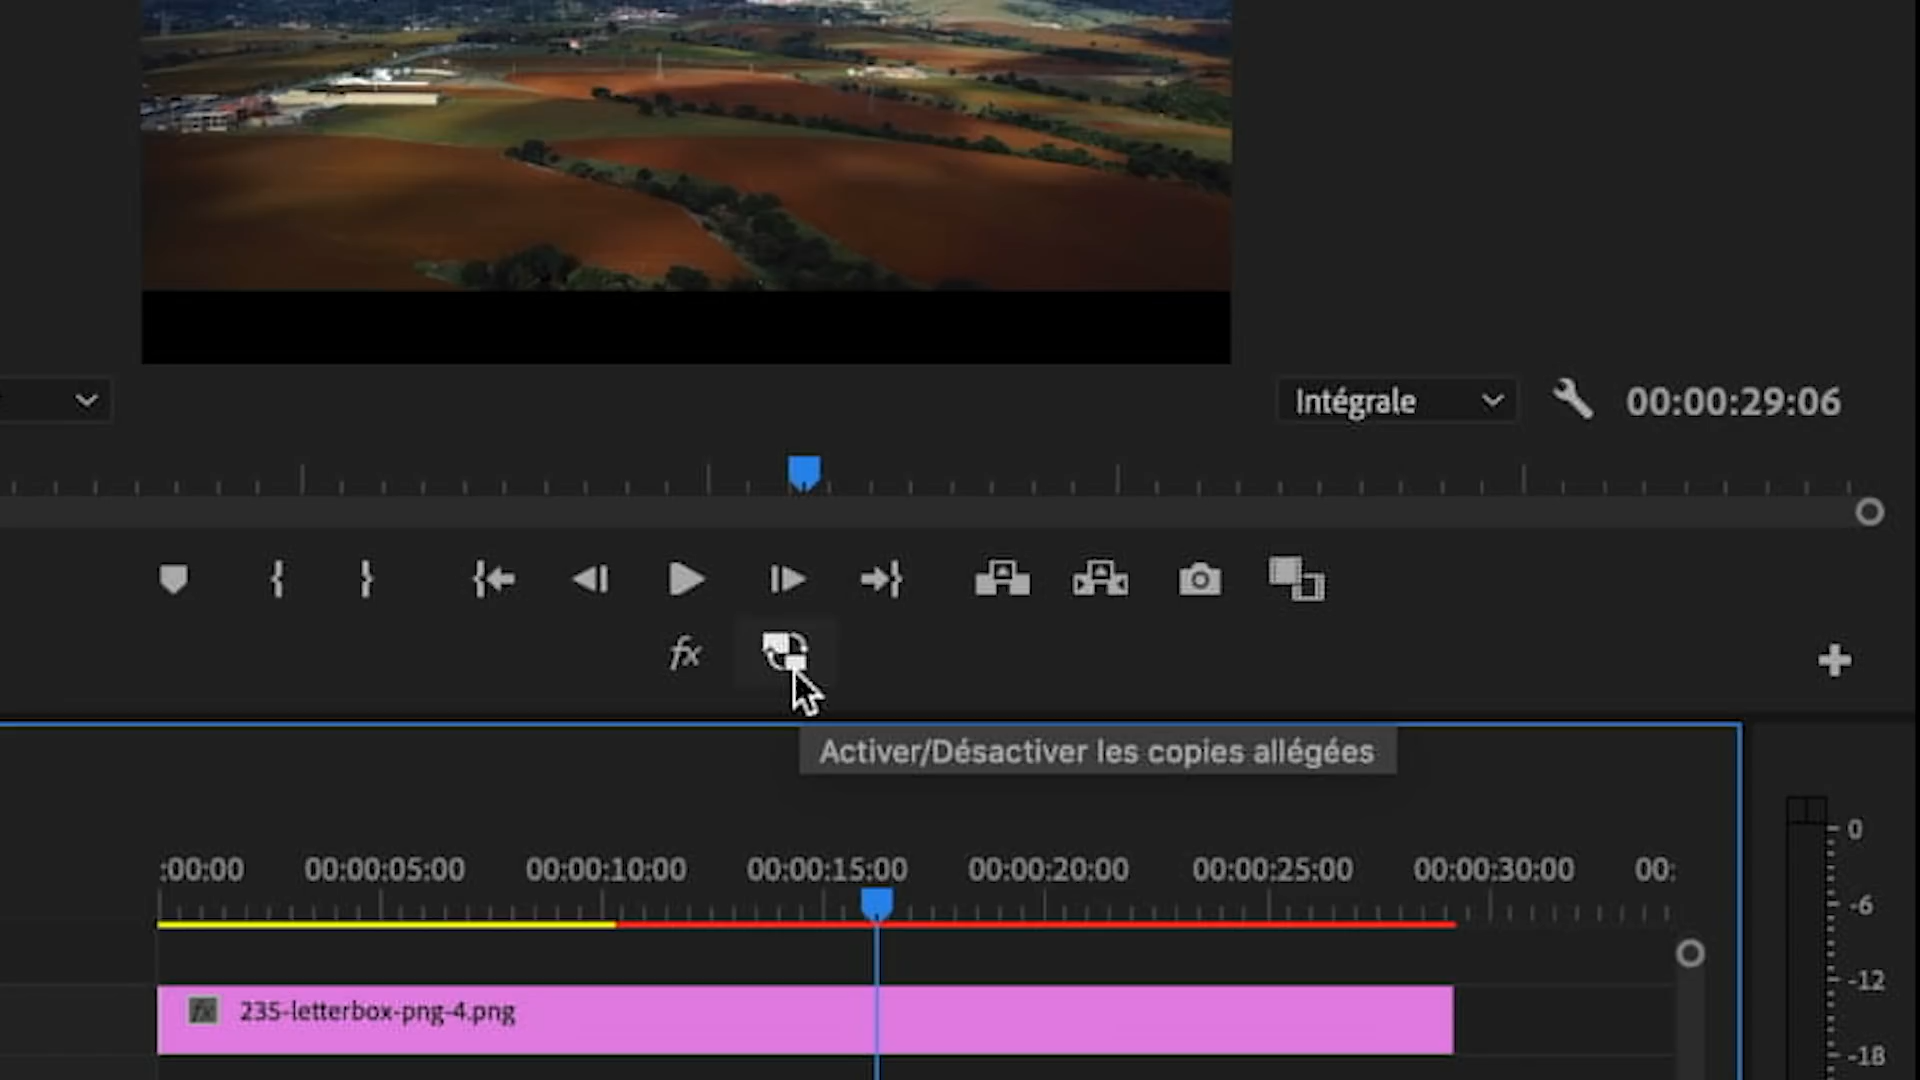 Intégrale
00:00:29:06
fx
Activer/Désactiver les copies allégées
:00:00
00:00:05:00
00:00:10:00
00:00:15:00
00:00:20:00
00:00:25:00
00:00:30:00
00:
0
-6
-12
-18
fx
235-letterbox-png-4.png